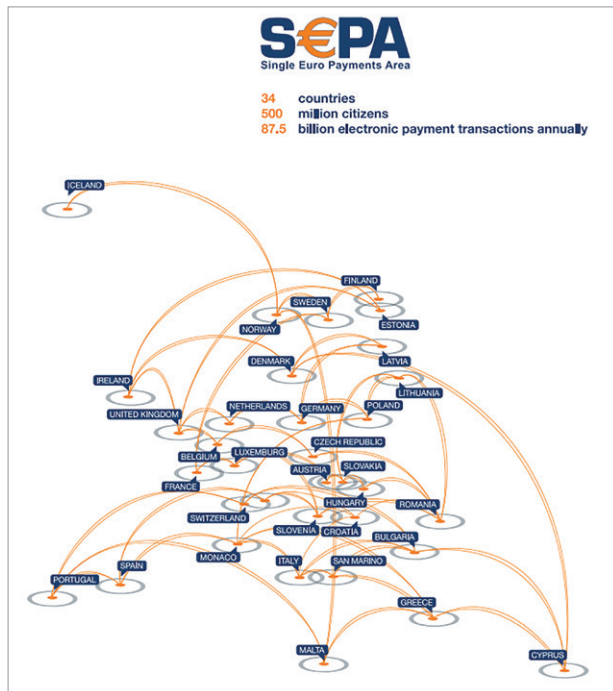 S€PA
Single Euro Payments Area
34 countries
500 million citizens
87.5 billion electronic payment transactions annually
ICELAND
FINLAND
SWEDEN
ESTONIA
NORWAY
DENMARK
LATVIA
IRELAND
LITHUANIA
NETHERLANDS
GERMANY
POLAND
UNITED KINGDOM
CZECH REPUBLIC
BELGIUM
LUXEMBURG
AUSTRIA
SLOVAKIA
FRANCE
HUNGARY
ROMANIA
SWITZERLAND
SLOVENIA
CROATIA
BULGARIA
MONACO
ITALY
SAN MARINO
SPAIN
PORTUGAL
GREECE
MALTA
CYPRUS